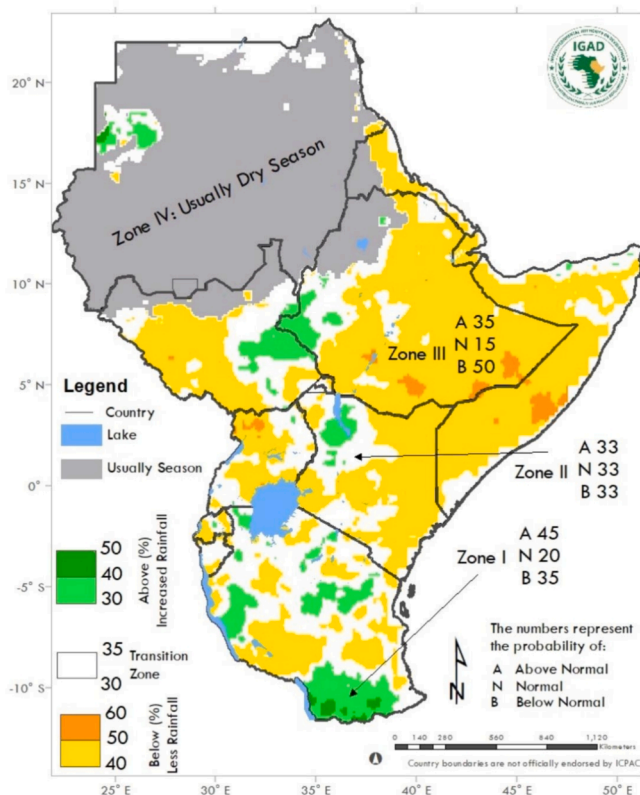 IGAD
20° N
15° N
10° N
5° N
0°
-5° S
-10° S
Zone IV: Usually Dry Season
A 35
Zone III N 15
B 50
A 33
Zone II N 33
B 33
A 45
Zone I N 20
B 35
Legend
Country
Lake
Usually Season
50
40
30
Above (%)
Increased Rainfall
35
30
Transition
Zone
60
50
40
Below (%)
Less Rainfall
The numbers represent
the probability of:
A Above Normal
N Normal
B Below Normal
N
0 140 280 560 840 1,120
Kilometers
Country boundaries are not officially endorsed by ICPAC
25° E 30° E 35° E 40° E 45° E 50° E